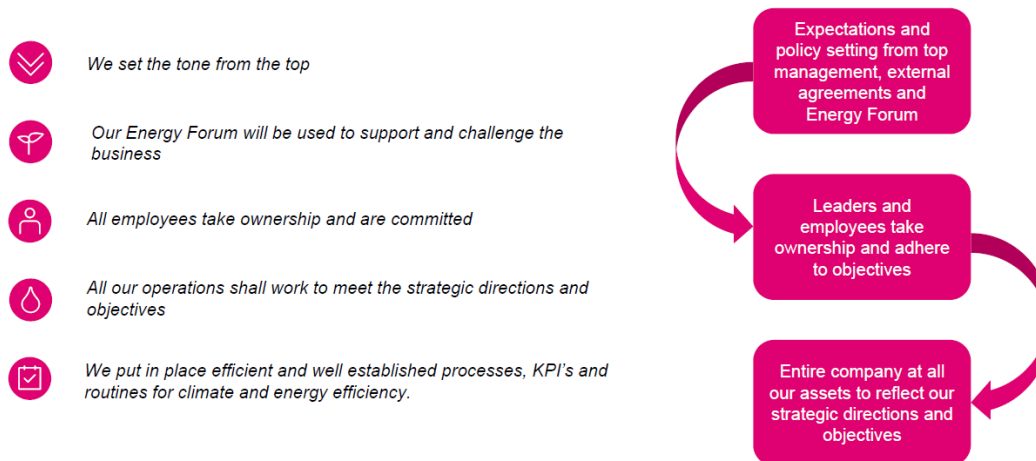 We set the tone from the top
Our Energy Forum will be used to support and challenge the
business
All employees take ownership and are committed
All our operations shall work to meet the strategic directions and
objectives
We put in place efficient and well established processes, KPI's and
routines for climate and energy efficiency.
Expectations and
policy setting from top
management, external
agreements and
Energy Forum
Leaders and
employees take
ownership and adhere
to objectives
Entire company at all
our assets to reflect our
strategic directions and
objectives